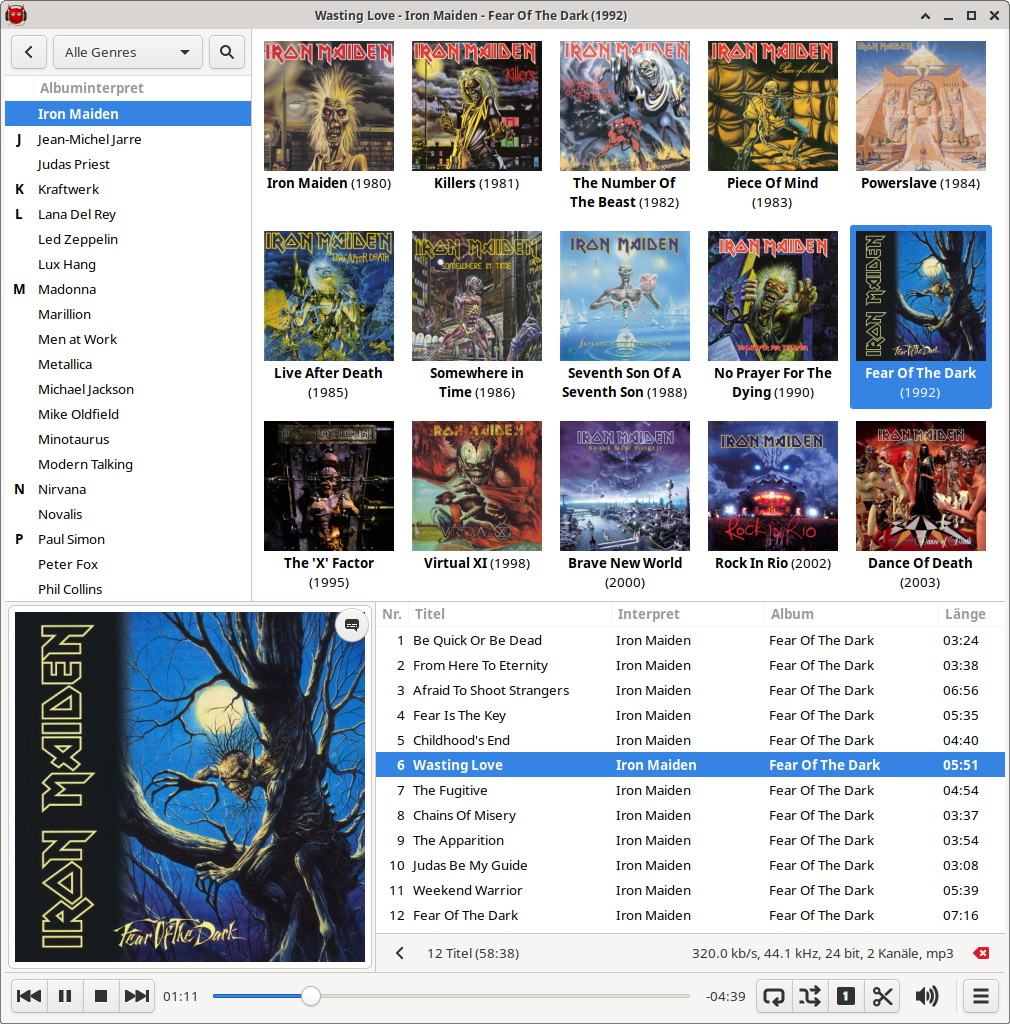 Wasting Love - Iron Maiden - Fear Of The Dark (1992)
Alle Genres
Albuminterpret
Iron Maiden
J Jean-Michel Jarre
Judas Priest
K Kraftwerk
L Lana Del Rey
Led Zeppelin
Lux Hang
M Madonna
Marillion
Men at Work
Metallica
Michael Jackson
Mike Oldfield
Minotaurus
Modern Talking
N Nirvana
Novalis
P Paul Simon
Peter Fox
Phil Collins
IRON MAIDEN
Iron Maiden (1980)
IRON MAIDEN
Killers
Killers (1981)
IRON MAIDEN
The Number Of
The Beast (1982)
IRON MAIDEN
Piece of Mind
Piece Of Mind
(1983)
IRON MAIDEN
Powerslave (1984)
IRON MAIDEN
LIVE AFTER DEATH
Live After Death
(1985)
IRON MAIDEN
SOMEWHERE IN TIME
Somewhere in
Time (1986)
IRON MAIDEN
Seventh Son Of A
Seventh Son (1988)
IRON MAIDEN
NO PRAYER FOR THE DYING
No Prayer For The
Dying (1990)
IRON MAIDEN
Fear Of The Dark
Fear Of The Dark
(1992)
IRON MAIDEN
The 'X' Factor
(1995)
IRON MAIDEN
VIRTUAL XI
Virtual XI (1998)
IRON MAIDEN
BRAVE NEW WORLD
Brave New World
(2000)
IRON MAIDEN
ROCK IN RIO
Rock In Rio (2002)
IRON MAIDEN
Dance of Death
Dance Of Death
(2003)
IRON MAIDEN
Fear Of The Dark
Nr. Titel Interpret Album Länge
1 Be Quick Or Be Dead Iron Maiden Fear Of The Dark 03:24
2 From Here To Eternity Iron Maiden Fear Of The Dark 03:38
3 Afraid To Shoot Strangers Iron Maiden Fear Of The Dark 06:56
4 Fear Is The Key Iron Maiden Fear Of The Dark 05:35
5 Childhood's End Iron Maiden Fear Of The Dark 04:40
6 Wasting Love Iron Maiden Fear Of The Dark 05:51
7 The Fugitive Iron Maiden Fear Of The Dark 04:54
8 Chains Of Misery Iron Maiden Fear Of The Dark 03:37
9 The Apparition Iron Maiden Fear Of The Dark 03:54
10 Judas Be My Guide Iron Maiden Fear Of The Dark 03:08
11 Weekend Warrior Iron Maiden Fear Of The Dark 05:39
12 Fear Of The Dark Iron Maiden Fear Of The Dark 07:16
12 Titel (58:38) 320.0 kb/s, 44.1 kHz, 24 bit, 2 Kanäle, mp3
01:11 -04:39 1